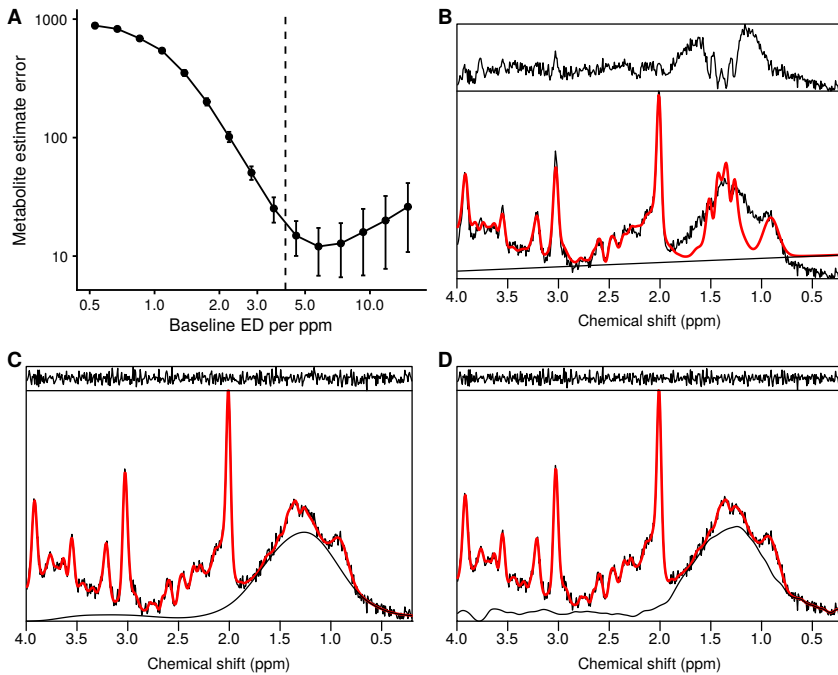 A
1000
100
10
Metabolite estimate error
0.5 1.0 2.0 3.0 5.0 10.0
Baseline ED per ppm
B
4.0 3.5 3.0 2.5 2.0 1.5 1.0 0.5
Chemical shift (ppm)
C
4.0 3.5 3.0 2.5 2.0 1.5 1.0 0.5
Chemical shift (ppm)
D
4.0 3.5 3.0 2.5 2.0 1.5 1.0 0.5
Chemical shift (ppm)